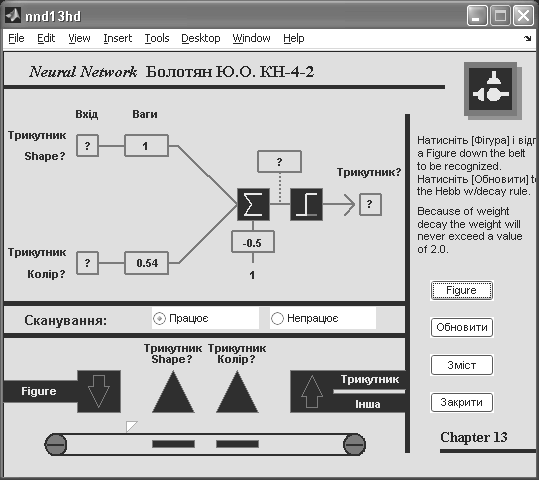 nnd13hd
File Edit View Insert Tools Desktop Window Help
Neural Network Болотян Ю.О. КН-4-2
Вхід Ваги
Трикутник
Shape?
? 1
?
Трикутник?
?
-0.5
1
Трикутник
Колір?
? 0.54
Натисніть [Фігура] і відп
a Figure down the belt
to be recognized.
Натисніть [Обновити] to
the Hebb w/decay rule.
Because of weight
decay the weight will
never exceed a value
of 2.0.
Figure
Обновити
Зміст
Закрити
Сканування: Працює Непрацює
Трикутник Трикутник
Shape? Колір?
Figure
Трикутник
Інша
Chapter 13